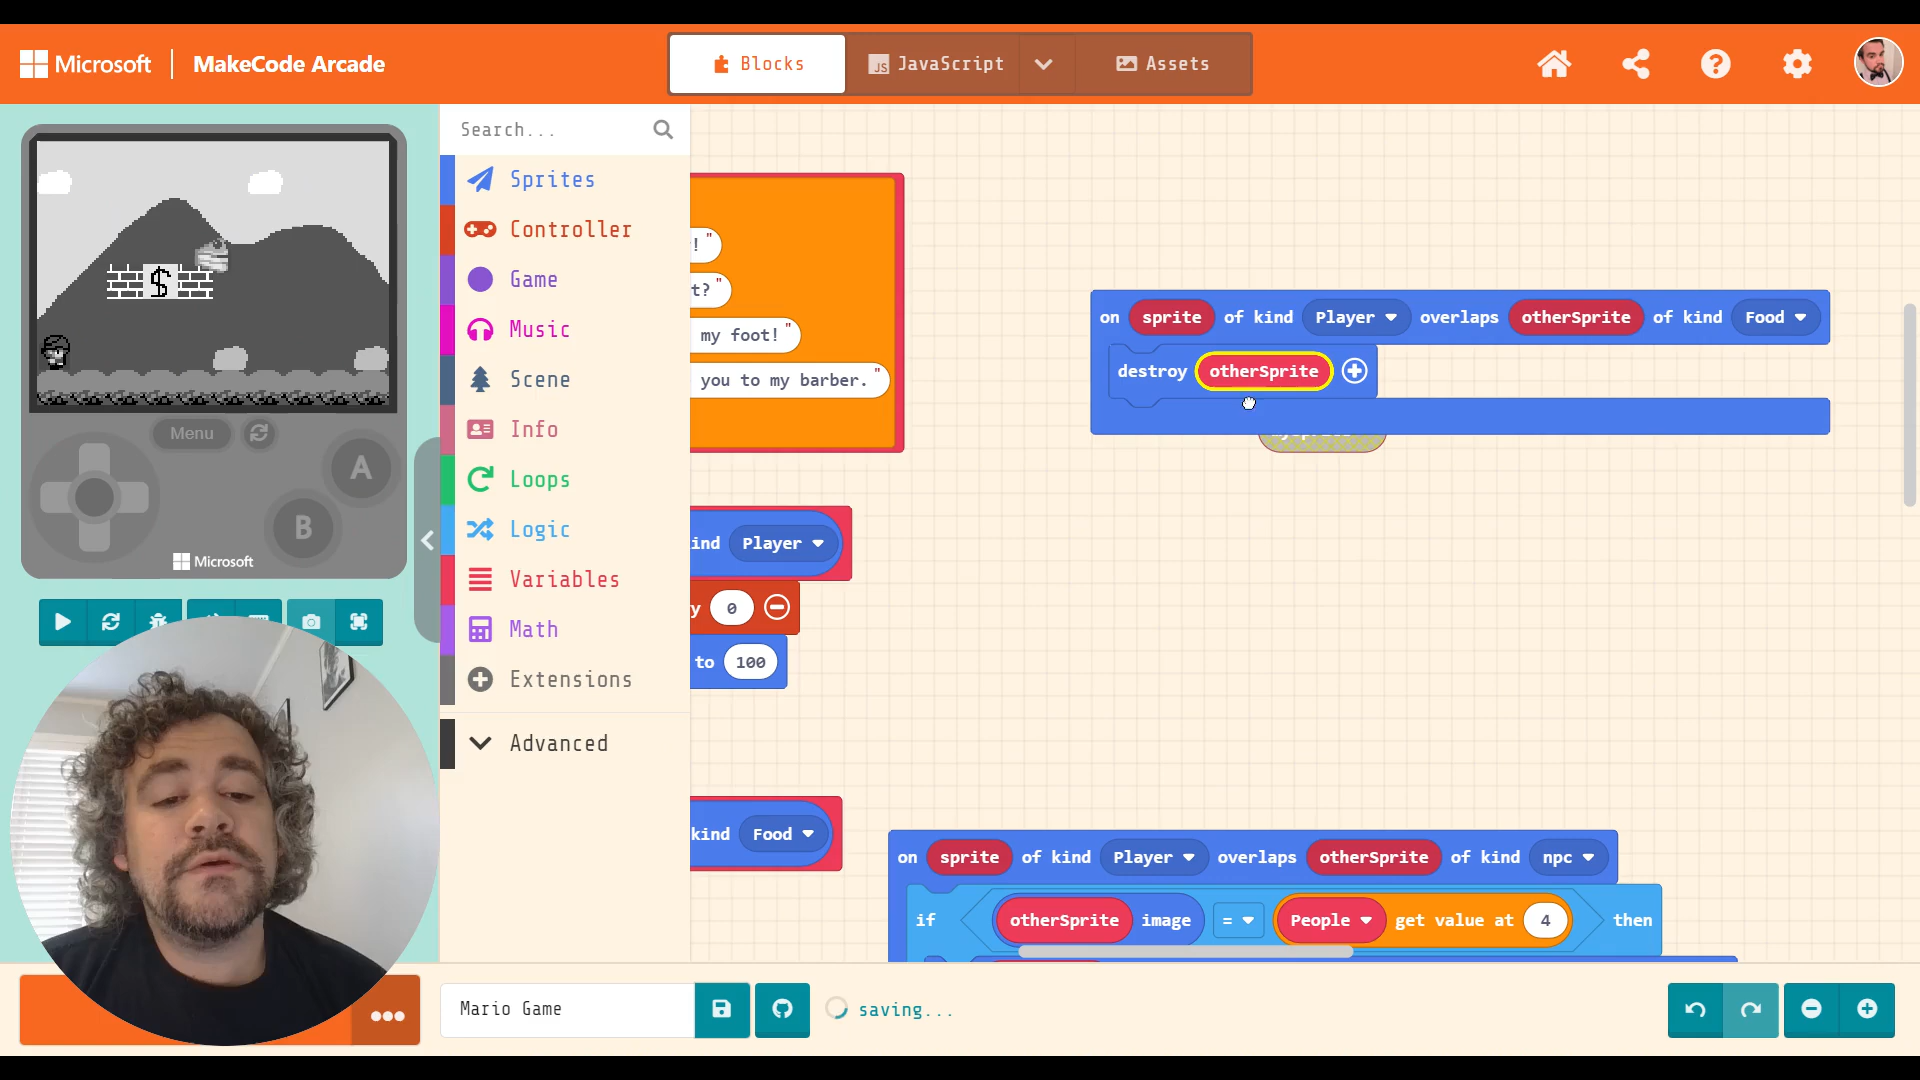 Microsoft
MakeCode Arcade
Blocks
JS
JavaScript
Assets
Search...
Sprites
Controller
Game
Music
Scene
Info
Loops
Logic
Variables
Math
Extensions
Advanced
$
Menu
A
B
Microsoft
!"
t?"
my foot!"
you to my barber."
on sprite of kind Player overlaps otherSprite of kind Food
destroy otherSprite
ind Player
y 0
to 100
kind Food
on sprite of kind Player overlaps otherSprite of kind npc
if otherSprite image = People get value at 4 then
Mario Game
saving...